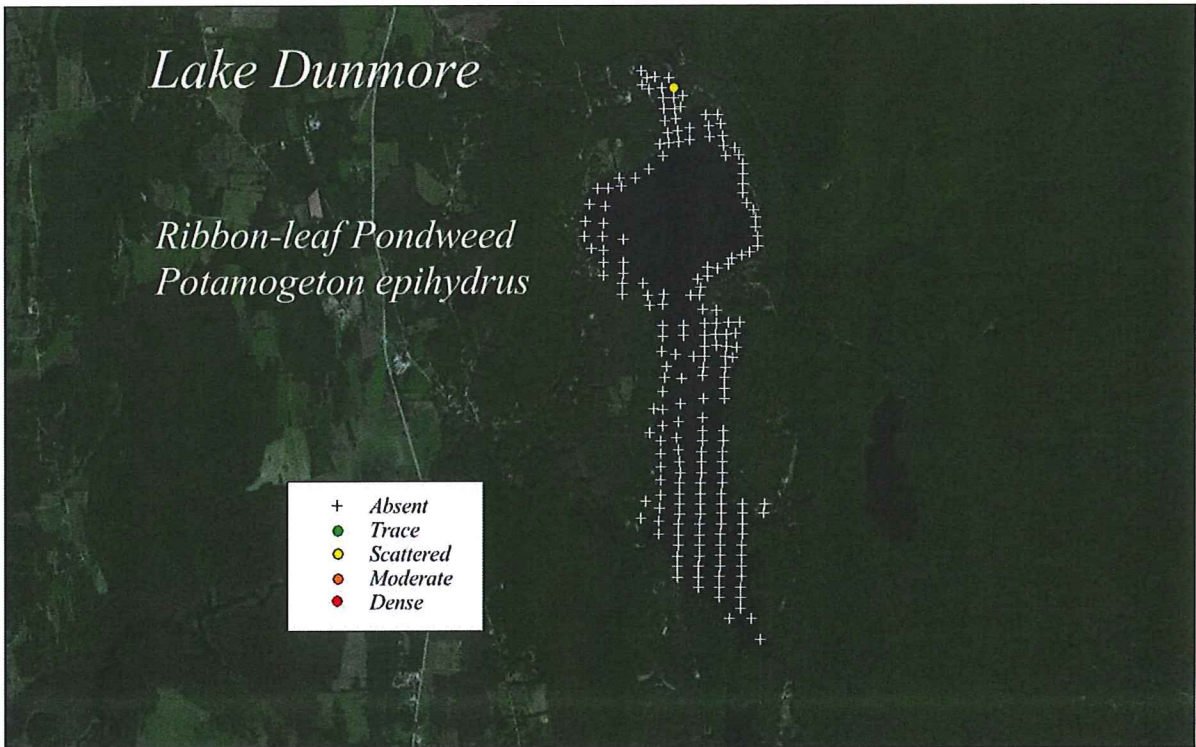 Lake Dunmore
Ribbon-leaf Pondweed
Potamogeton epihydrus
Absent
Trace
Scattered
Moderate
Dense